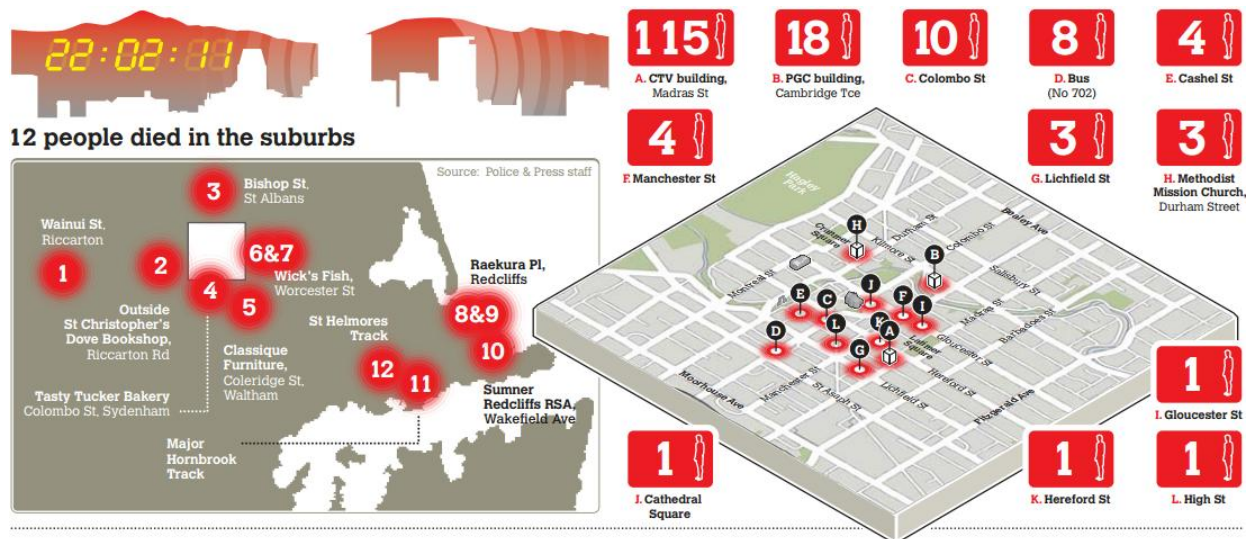 22:02:11
12 people died in the suburbs
Source: Police & Press staff
3
Bishop St,
St Albans
Wainui St,
Riccarton
1
2
6&7
Wick's Fish,
Worcester St
4
5
Outside
St Christopher's
Dove Bookshop,
Riccarton Rd
Classique
Furniture,
Coleridge St,
Waltham
Tasty Tucker Bakery
Colombo St, Sydenham
Raekura Pl,
Redcliffs
8&9
St Helmores
Track
10
12
11
Sumner
Redcliffs RSA,
Wakefield Ave
Major
Hornbrook
Track
115
A. CTV building,
Madras St
18
B. PGC building,
Cambridge Tce
10
C. Colombo St
8
D. Bus
(No 702)
4
E. Cashel St
4
F. Manchester St
3
G. Lichfield St
3
H. Methodist
Mission Church,
Durham Street
Hagley
Park
Bealey Ave
Durham St
Colombo St
Cranmer
Square
Kilmore St
Salisbury St
Montreal St
Madras St
Barbadoes St
Latimer
Square
Gloucester St
Hereford St
Fitzgerald Ave
Manchester St
St Asaph St
Lichfield St
Moorhouse Ave
H
B
J
E
C
F
I
L
K
A
D
G
1
I. Gloucester St
1
J. Cathedral
Square
1
K. Hereford St
1
L. High St